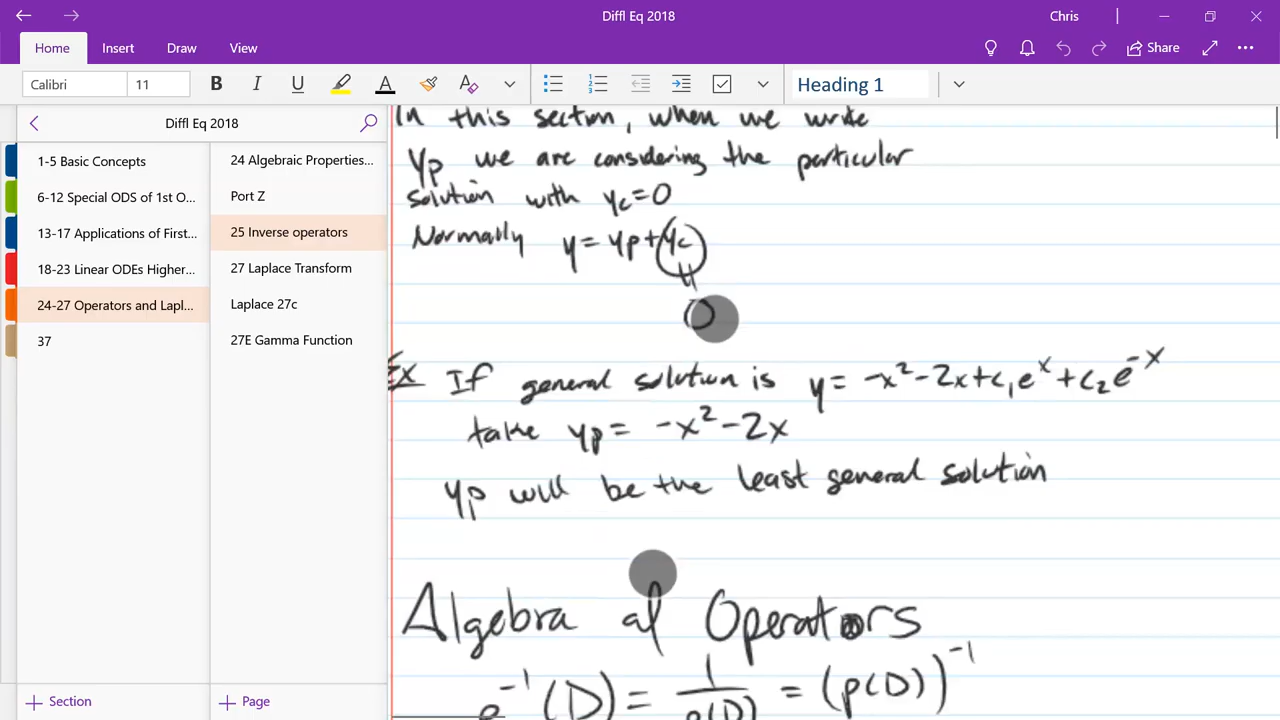 Diffl Eq 2018
Chris
Home Insert Draw View
Share
Calibri 11 B I U A Heading 1
Diffl Eq 2018
1-5 Basic Concepts
6-12 Special ODS of 1st O...
13-17 Applications of First...
18-23 Linear ODEs Higher...
24-27 Operators and Lapl...
37
24 Algebraic Properties...
Port Z
25 Inverse operators
27 Laplace Transform
Laplace 27c
27E Gamma Function
In this section, when we write
yp we are considering the particular
solution with yc=0
Normally y = yp+yc
0
Ex If general solution is y = -x²-2x+c₁eˣ+c₂e⁻ˣ
take yp = -x²-2x
yp will be the least general solution
Algebra of Operators
⁻¹(D) = 1/p(D) = (p(D))⁻¹
Section
Page